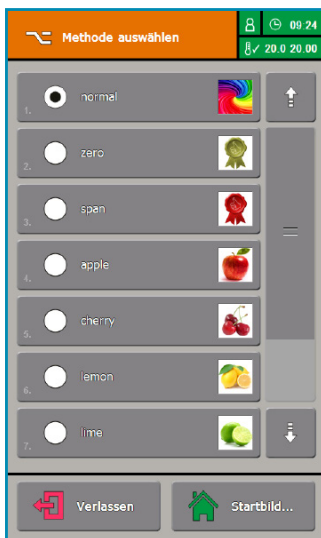 Methode auswählen
09:24
20.0 20.00
1. normal
2. zero
3. span
4. apple
5. cherry
6. lemon
7. lime
Verlassen
Startbild...